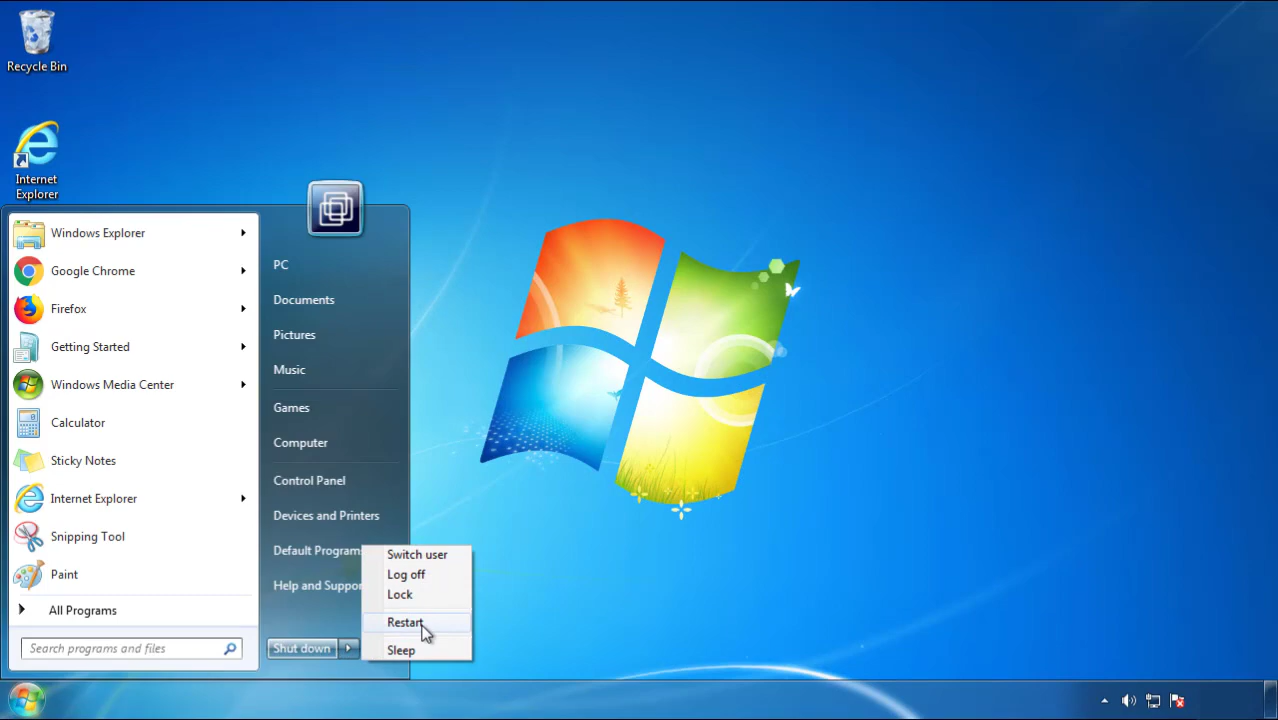 Recycle Bin
Internet
Explorer
Windows Explorer
Google Chrome
Firefox
Getting Started
Windows Media Center
Calculator
Sticky Notes
Internet Explorer
Snipping Tool
Paint
All Programs
Search programs and files
PC
Documents
Pictures
Music
Games
Computer
Control Panel
Devices and Printers
Default Program
Help and Suppor
Shut down
Switch user
Log off
Lock
Restart
Sleep